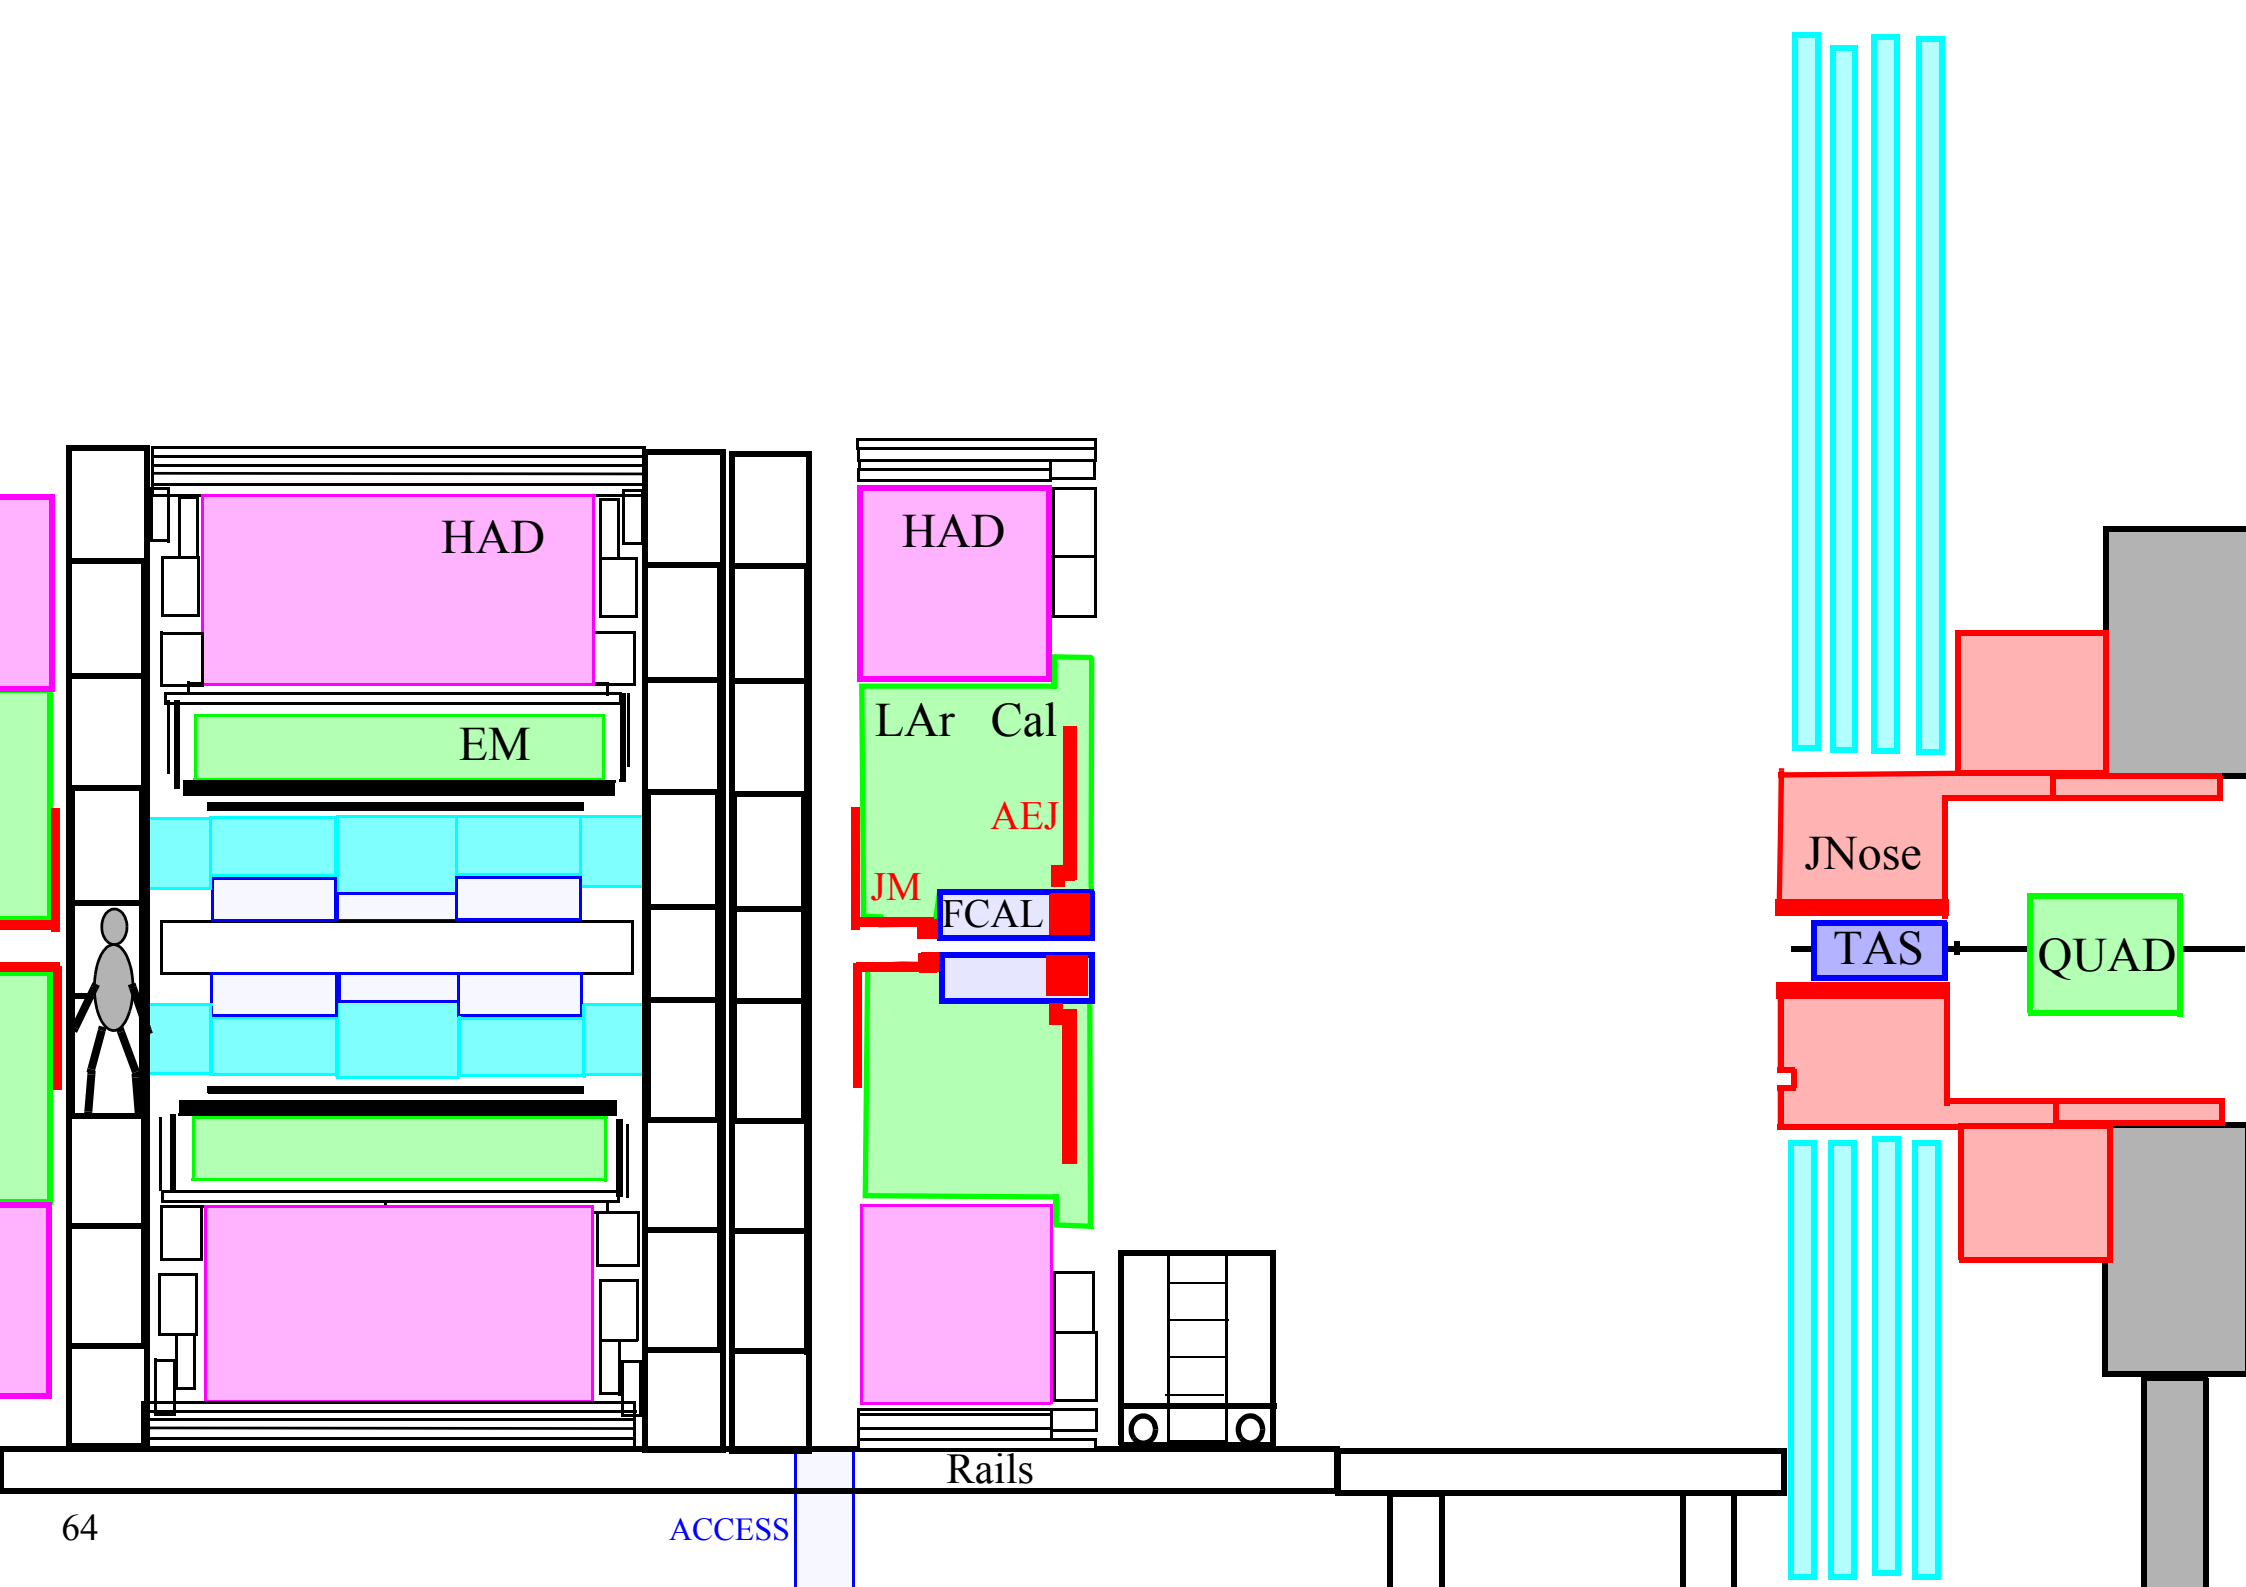 HAD
HAD
LAr Cal
EM
AEJ
JNose
JM
FCAL
TAS
QUAD
Rails
64
ACCESS